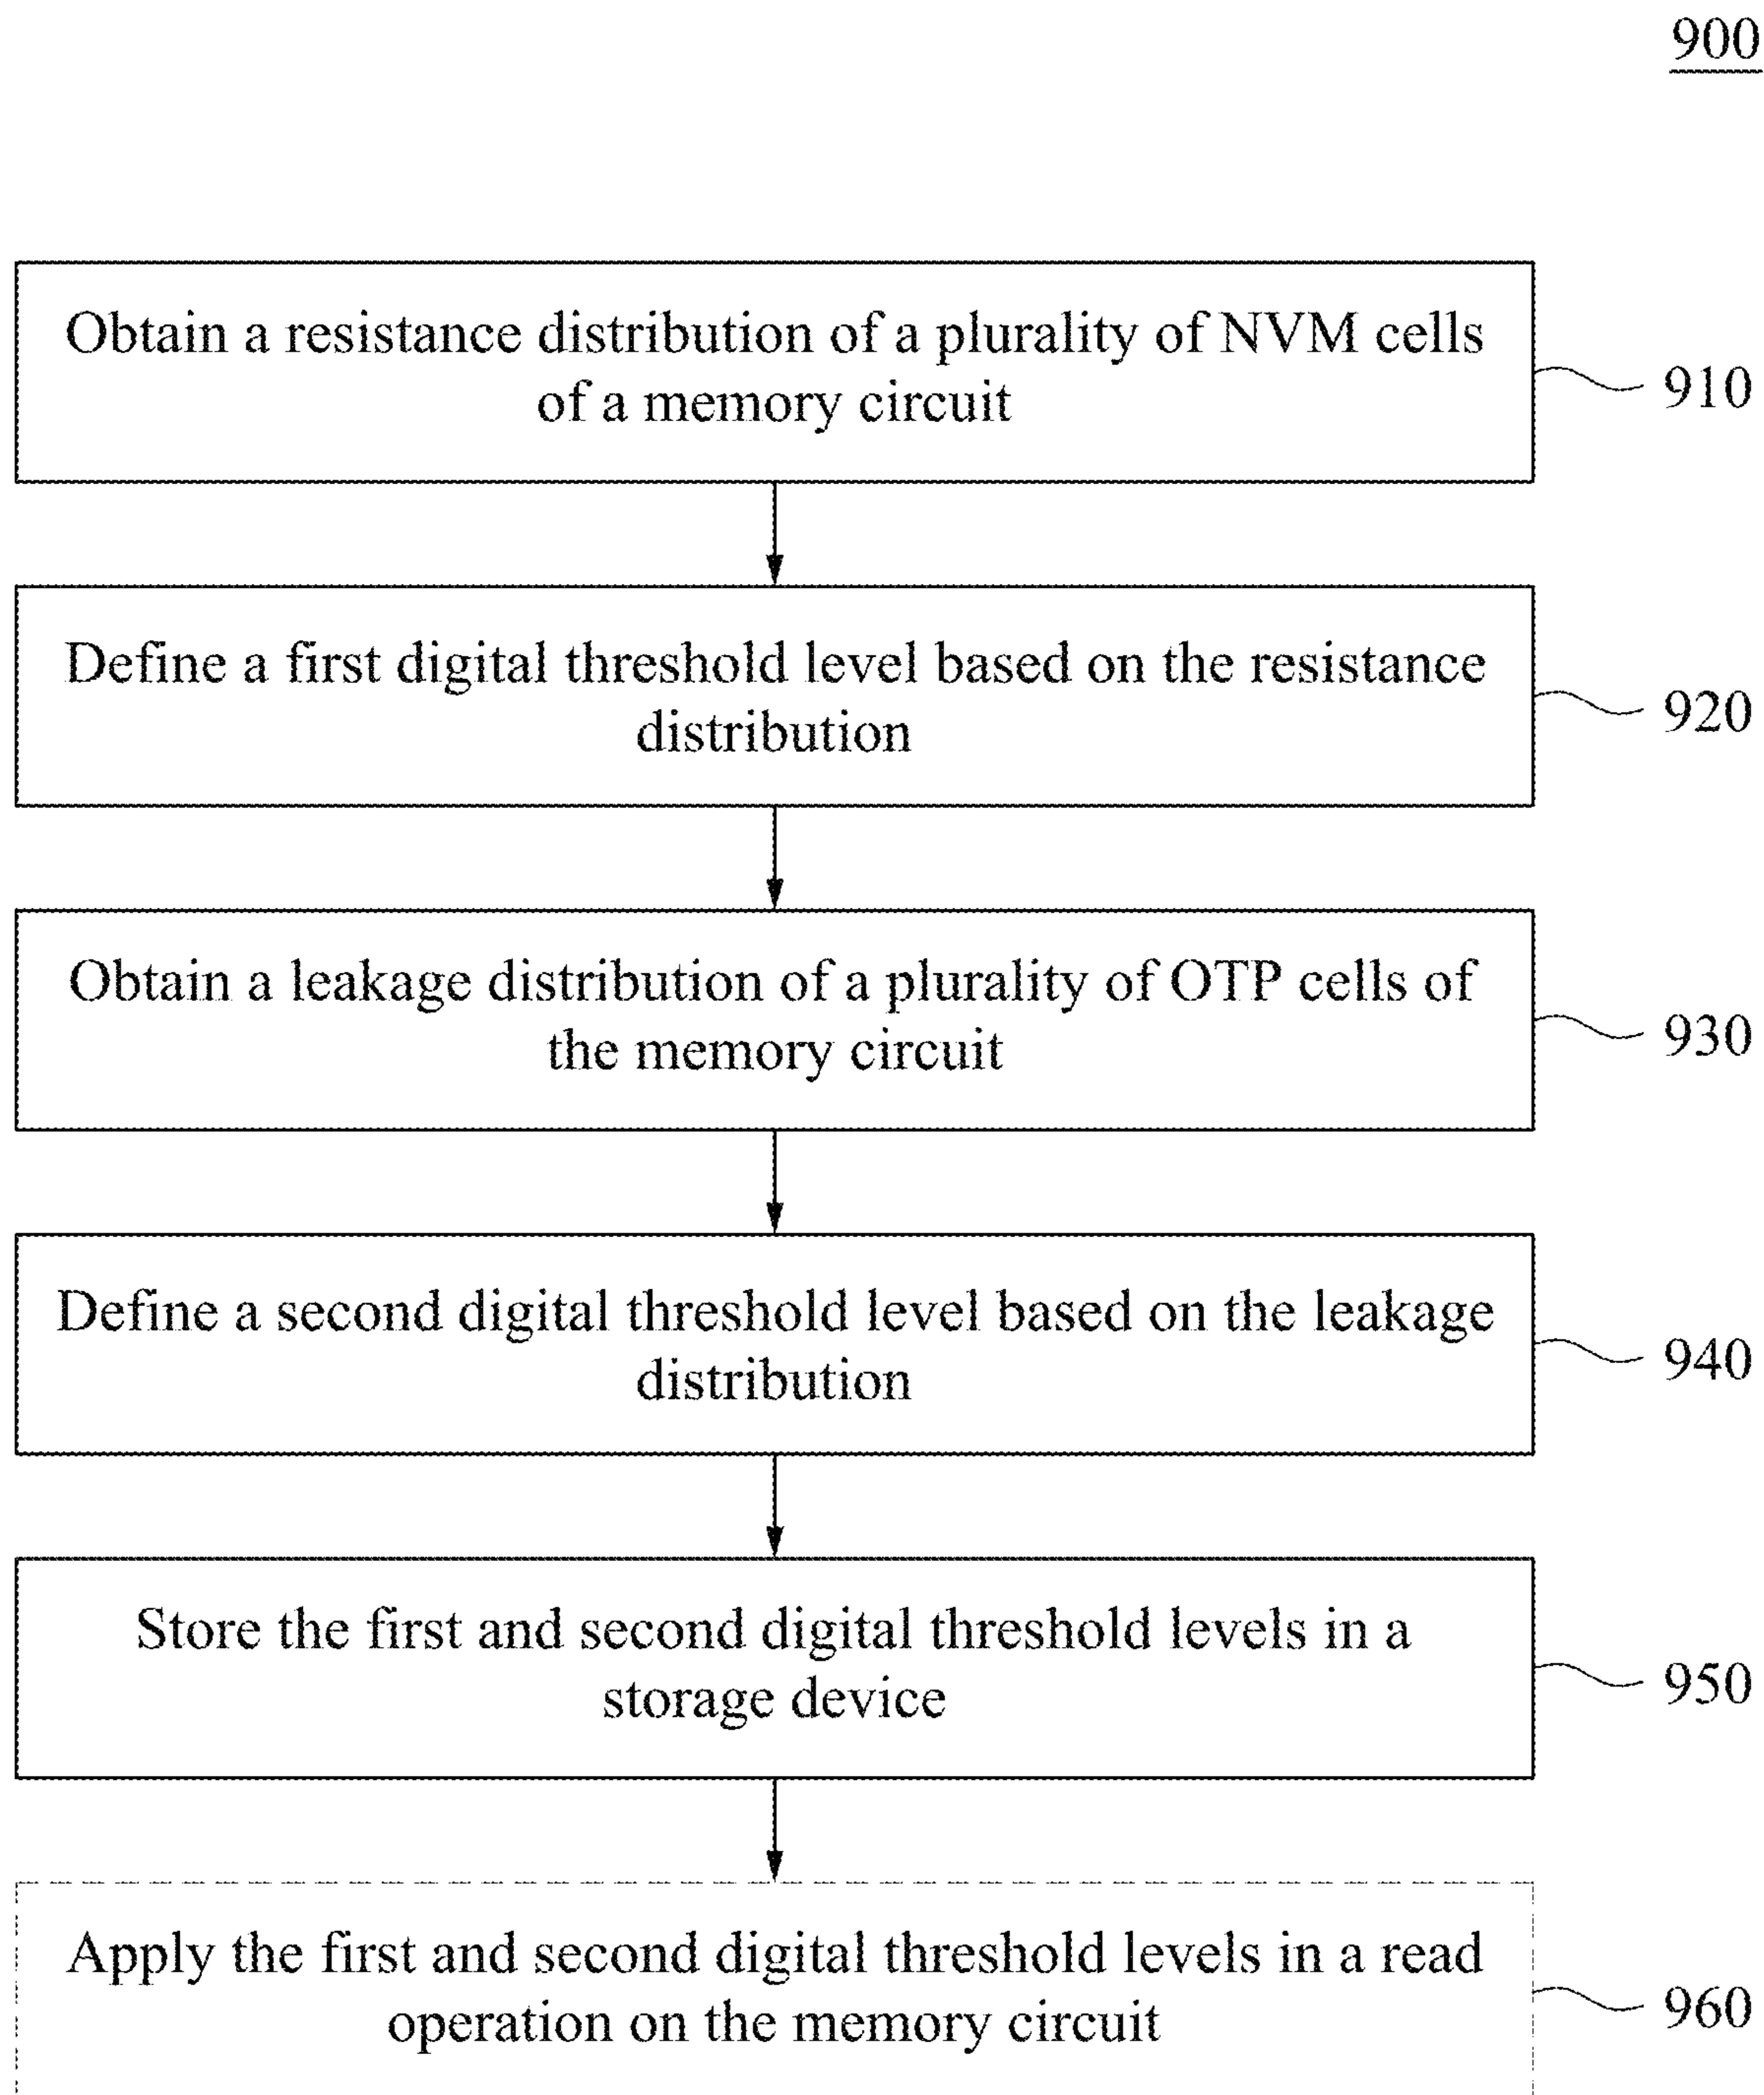 900
Obtain a resistance distribution of a plurality of NVM cells
of a memory circuit
910
Define a first digital threshold level based on the resistance
distribution
920
Obtain a leakage distribution of a plurality of OTP cells of
the memory circuit
930
Define a second digital threshold level based on the leakage
distribution
940
Store the first and second digital threshold levels in a
storage device
950
Apply the first and second digital threshold levels in a read
operation on the memory circuit
960